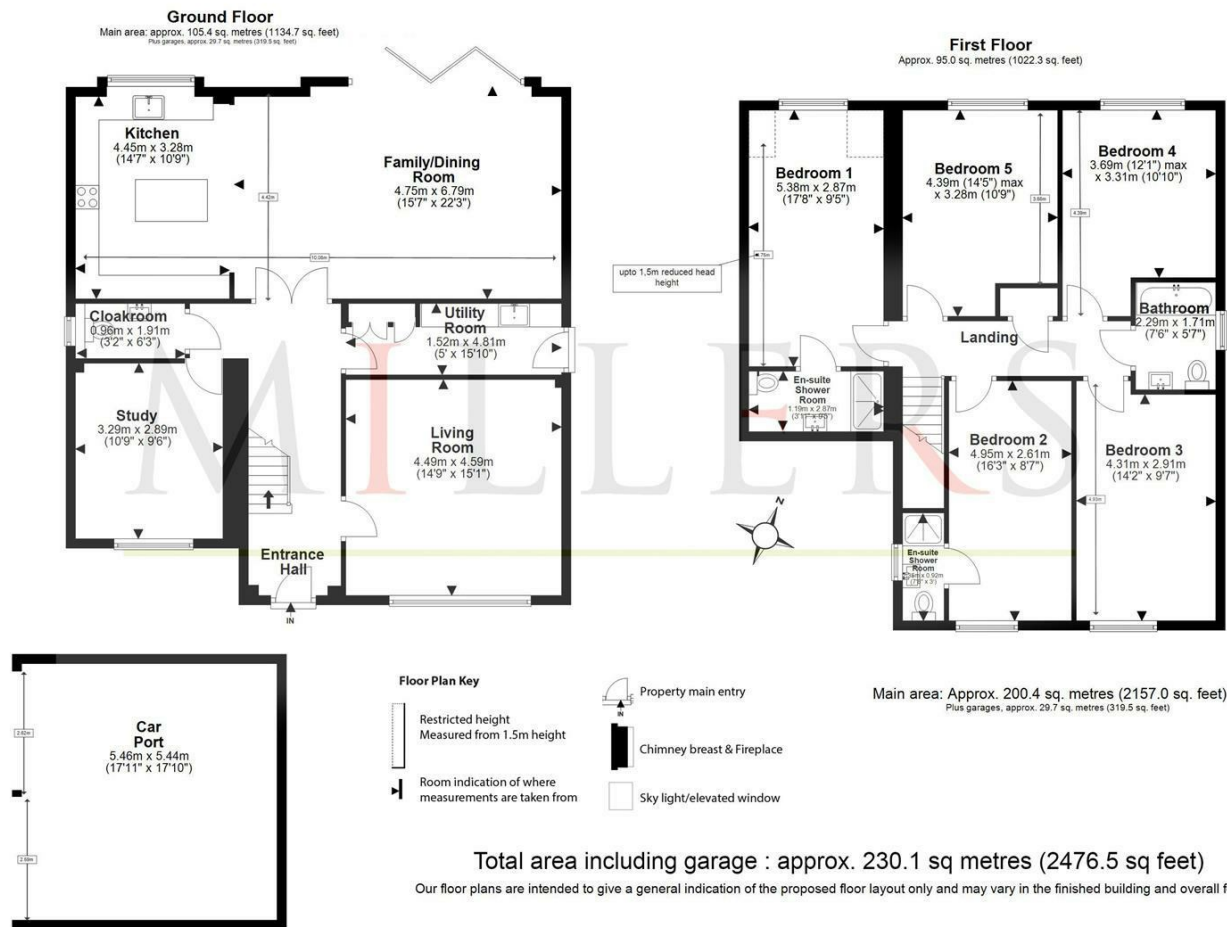 Ground Floor
Main area: approx. 105.4 sq. metres (1134.7 sq. feet)
Plus garages, approx. 29.7 sq. metres (319.5 sq. feet)
Kitchen
4.45m x 3.28m
(14'7" x 10'9")
Family/Dining
Room
4.75m x 6.79m
(15'7" x 22'3")
4.42m
10.06m
Cloakroom
0.96m x 1.91m
(3'2" x 6'3")
Utility
Room
1.52m x 4.81m
(5' x 15'10")
Study
3.29m x 2.89m
(10'9" x 9'6")
Living
Room
4.49m x 4.59m
(14'9" x 15'1")
Entrance
Hall
IN
First Floor
Approx. 95.0 sq. metres (1022.3 sq. feet)
Bedroom 1
5.38m x 2.87m
(17'8" x 9'5")
Bedroom 5
4.39m (14'5") max
x 3.28m (10'9")
Bedroom 4
3.69m (12'1") max
x 3.31m (10'10")
4.39m
upto 1,5m reduced head
height
Landing
Bathroom
2.29m x 1.71m
(7'6" x 5'7")
En-suite
Shower
Room
1.19m x 2.87m
Bedroom 2
4.95m x 2.61m
(16'3" x 8'7")
Bedroom 3
4.31m x 2.91m
(14'2" x 9'7")
En-suite
Shower
Room
x 0.92m
x 3')
N
MILLERS
Car
Port
5.46m x 5.44m
(17'11" x 17'10")
Floor Plan Key
Restricted height
Measured from 1.5m height
Room indication of where
measurements are taken from
Property main entry
IN
Chimney breast & Fireplace
Sky light/elevated window
Main area: Approx. 200.4 sq. metres (2157.0 sq. feet)
Plus garages, approx. 29.7 sq. metres (319.5 sq. feet)
Total area including garage : approx. 230.1 sq metres (2476.5 sq feet)
Our floor plans are intended to give a general indication of the proposed floor layout only and may vary in the finished building and overall f